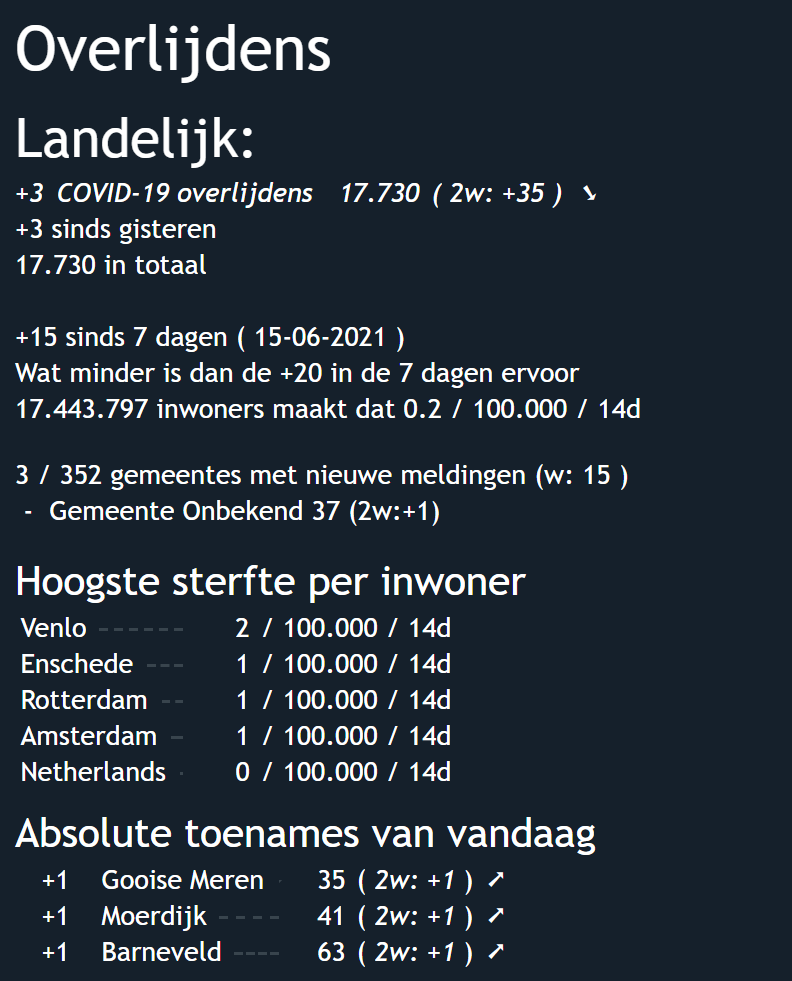 Overlijdens
Landelijk:
+3 COVID-19 overlijdens 17.730 ( 2w: +35 ) ➘
+3 sinds gisteren
17.730 in totaal
+15 sinds 7 dagen ( 15-06-2021 )
Wat minder is dan de +20 in de 7 dagen ervoor
17.443.797 inwoners maakt dat 0.2 / 100.000 / 14d
3 / 352 gemeentes met nieuwe meldingen (w: 15 )
- Gemeente Onbekend 37 (2w:+1)
Hoogste sterfte per inwoner
Venlo ------ 2 / 100.000 / 14d
Enschede --- 1 / 100.000 / 14d
Rotterdam -- 1 / 100.000 / 14d
Amsterdam - 1 / 100.000 / 14d
Netherlands · 0 / 100.000 / 14d
Absolute toenames van vandaag
+1 Gooise Meren · 35 ( 2w: +1 ) ➚
+1 Moerdijk ---- 41 ( 2w: +1 ) ➚
+1 Barneveld ---- 63 ( 2w: +1 ) ➚